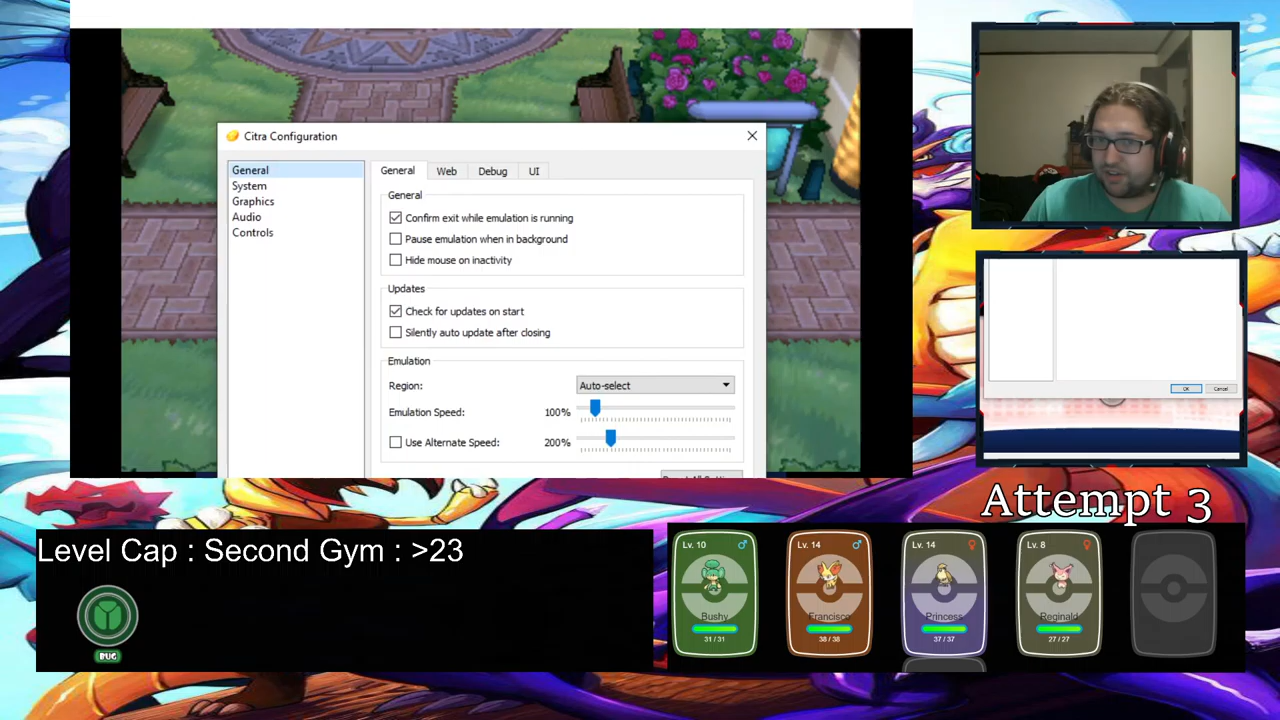 Citra Configuration
General
System
Graphics
Audio
Controls
General Web Debug UI
General
Confirm exit while emulation is running
Pause emulation when in background
Hide mouse on inactivity
Updates
Check for updates on start
Silently auto update after closing
Emulation
Region: Auto-select
Emulation Speed: 100%
Use Alternate Speed: 200%
OK Cancel
Attempt 3
Level Cap : Second Gym : >23
BUG
Lv. 10
Bushy
31 / 31
Lv. 14
Francisco
38 / 38
Lv. 14
Princess
37 / 37
Lv. 8
Reginald
27 / 27